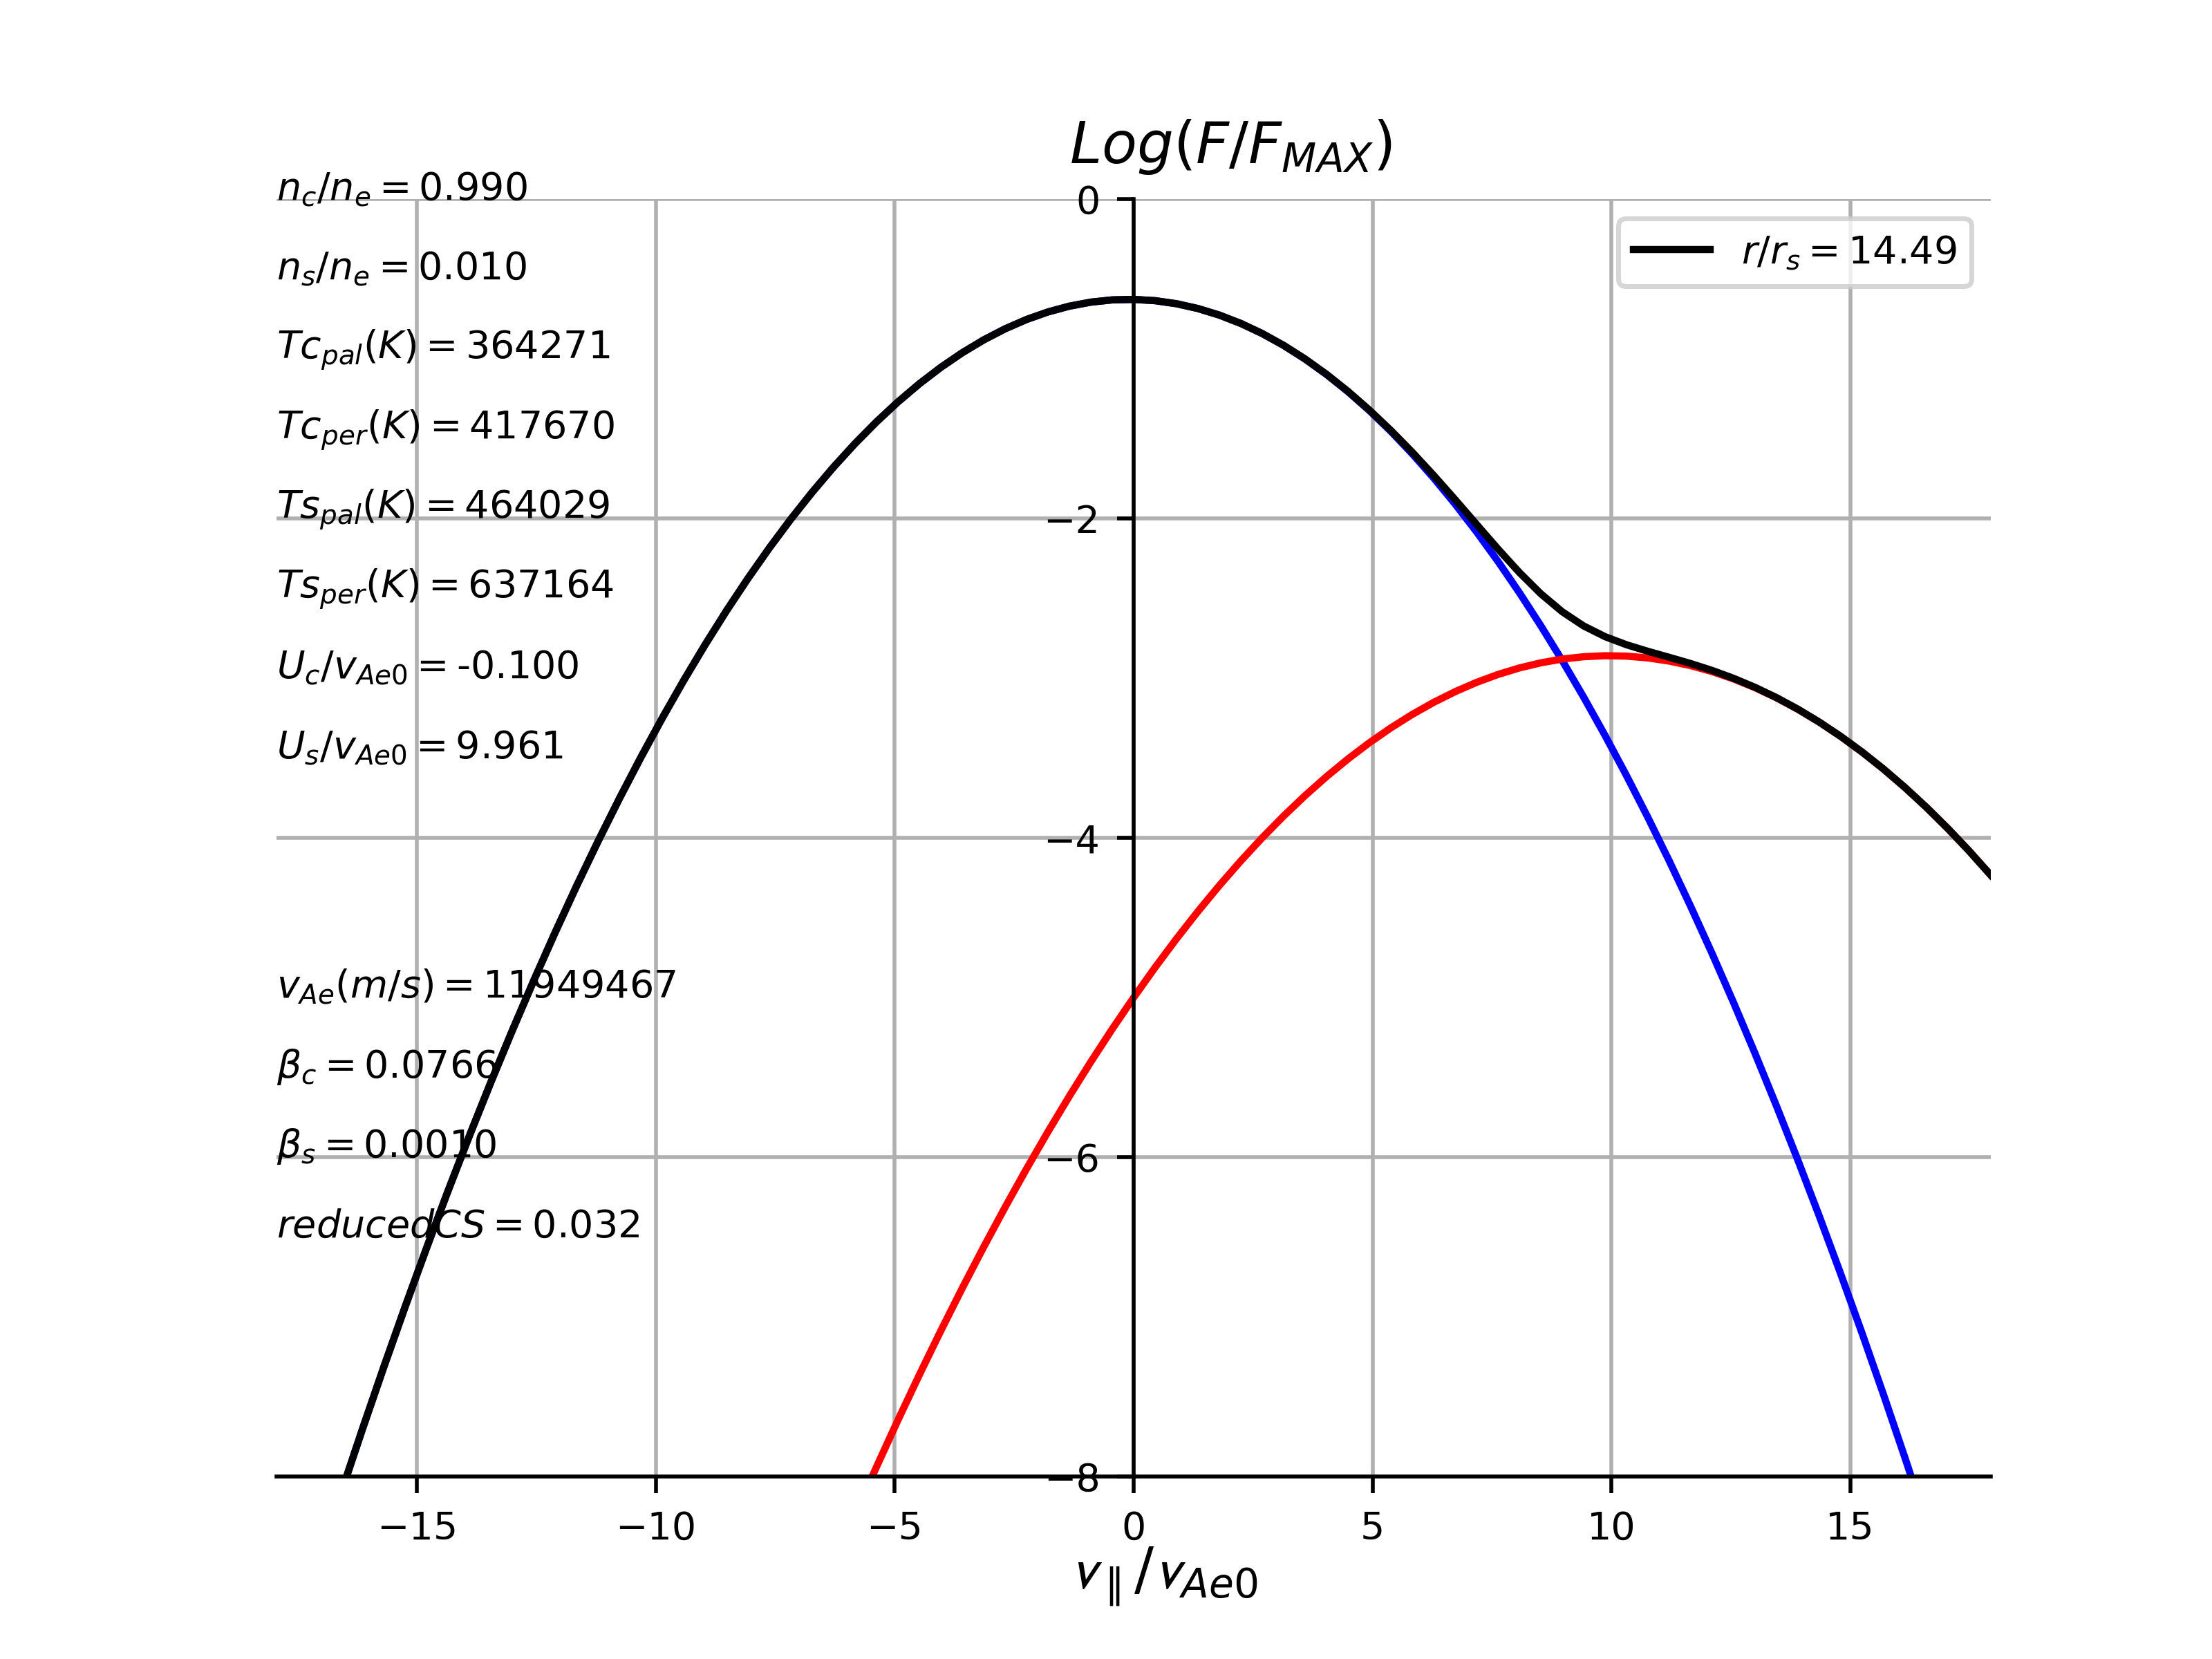 Log(F/F_MAX)
n_c/n_e = 0.990
0
r/r_s = 14.49
n_s/n_e = 0.010
Tc_pal(K) = 364271
Tc_per(K) = 417670
Ts_pal(K) = 464029
−2
Ts_per(K) = 637164
U_c/v_Ae0 = -0.100
U_s/v_Ae0 = 9.961
−4
v_Ae(m/s) = 11949467
β_c = 0.0766
β_s = 0.0010
−6
reducedCS = 0.032
−8
−15 −10 −5 0 5 10 15
v_∥/v_Ae0